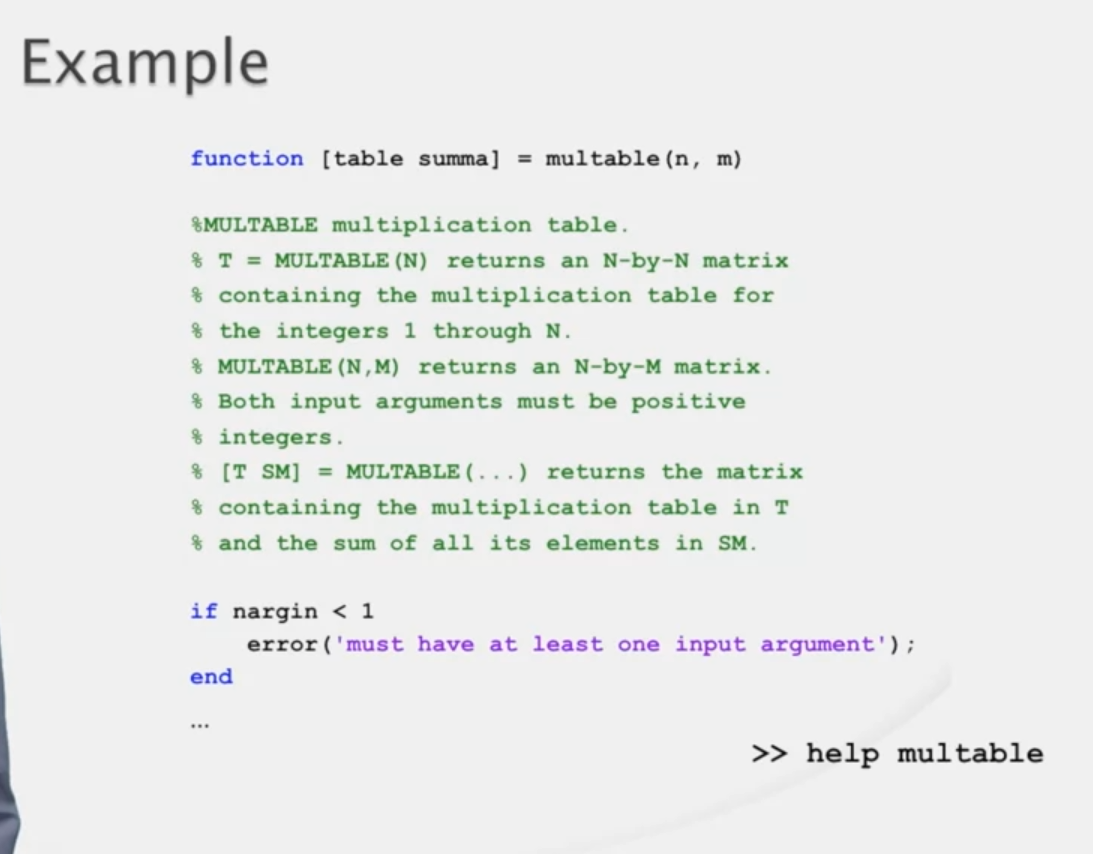 Example
function [table summa] = multable(n, m)
%MULTABLE multiplication table.
% T = MULTABLE(N) returns an N-by-N matrix
% containing the multiplication table for
% the integers 1 through N.
% MULTABLE(N,M) returns an N-by-M matrix.
% Both input arguments must be positive
% integers.
% [T SM] = MULTABLE(...) returns the matrix
% containing the multiplication table in T
% and the sum of all its elements in SM.
if nargin < 1
    error('must have at least one input argument');
end
...
>> help multable